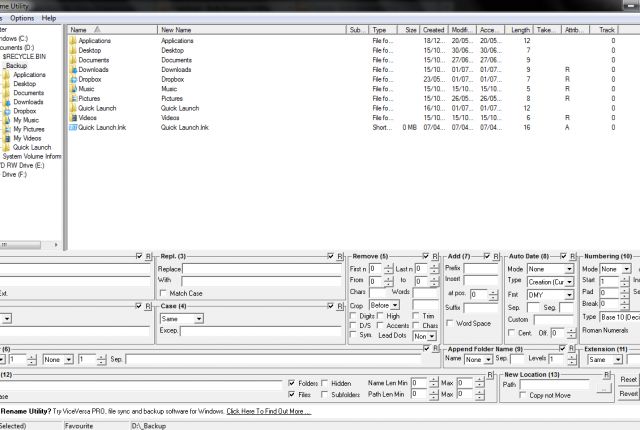 me Utility
s Options Help
ter
indows (C:)
cuments (D:)
$RECYCLE.BIN
_Backup
Applications
Desktop
Documents
Downloads
Dropbox
My Music
My Pictures
My Videos
Quick Launch
System Volume Inform
D RW Drive (E:)
Drive (F:)
Name New Name Sub... Type Size Created Modifi... Acce... Length Take... Attrib... Track
Applications Applications File fo... 18/12... 20/05... 20/05... 12 0
Desktop Desktop File fo... 15/10... 30/06... 30/06... 7 0
Documents Documents File fo... 15/10... 27/06... 27/06... 9 0
Downloads Downloads File fo... 15/10... 01/07... 01/07... 9 R 0
Dropbox Dropbox File fo... 23/05... 01/07... 01/07... 7 R 0
Music Music File fo... 15/10... 15/10... 15/10... 5 R 0
Pictures Pictures File fo... 15/10... 26/05... 26/05... 8 R 0
Quick Launch Quick Launch File fo... 16/10... 01/07... 01/07... 12 0
Videos Videos File fo... 15/10... 15/10... 15/10... 6 R 0
Quick Launch.lnk Quick Launch.lnk Short... 0 MB 07/04... 07/04... 07/04... 16 A 0
R Repl. (3) R Remove (5) R Add (7) R Auto Date (8) R Numbering (10)
Replace First n 0 Last n 0 Prefix Mode None Mode None
With From 0 to 0 Insert Type Creation (Cur Start 1 Inc
Ext. Match Case Chars Words at pos. 0 Fmt DMY Pad 0 Se
R Case (4) R Crop Before Suffix Sep. Seg. Break 0
Same Digits High Trim Word Space Custom Type Base 10 (Deci
Excep. D/S Accents Chars Cent. Off. 0 Roman Numerals
Sym. Lead Dots Non
(6) R Append Folder Name (9) R Extension (11)
1 None 1 Sep. Name None Sep. Levels 1 Same
(12) R New Location (13) R
Folders Hidden Name Len Min 0 Max 0 Path Reset
ase Files Subfolders Path Len Min 0 Max 0 Copy not Move Revert
Rename Utility? Try ViceVersa PRO, file sync and backup software for Windows. Click Here To Find Out More ...
Selected) Favourite D:\_Backup